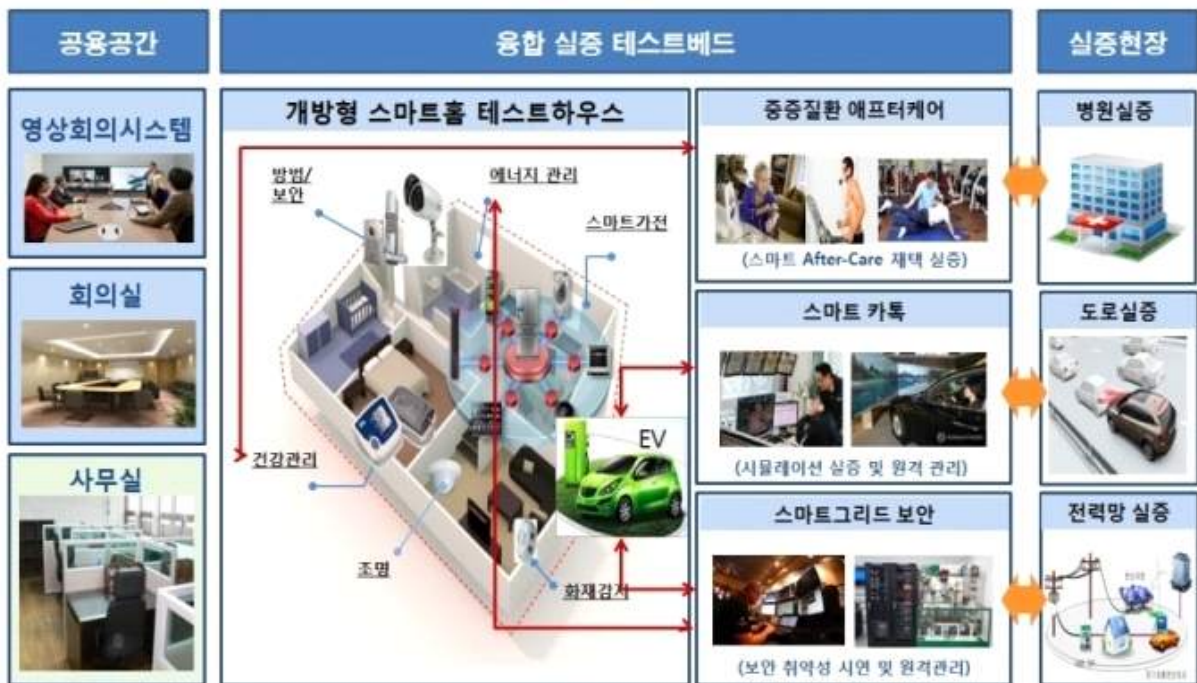 공용공간
융합 실증 테스트베드
실증현장
영상회의시스템
회의실
사무실
개방형 스마트홈 테스트하우스
방범/
보안
에너지 관리
스마트가전
건강관리
조명
화재감지
EV
중증질환 애프터케어
(스마트 After-Care 재택 실증)
스마트 카톡
(시뮬레이션 실증 및 원격 관리)
스마트그리드 보안
(보안 취약성 시연 및 원격관리)
병원실증
도로실증
전력망 실증